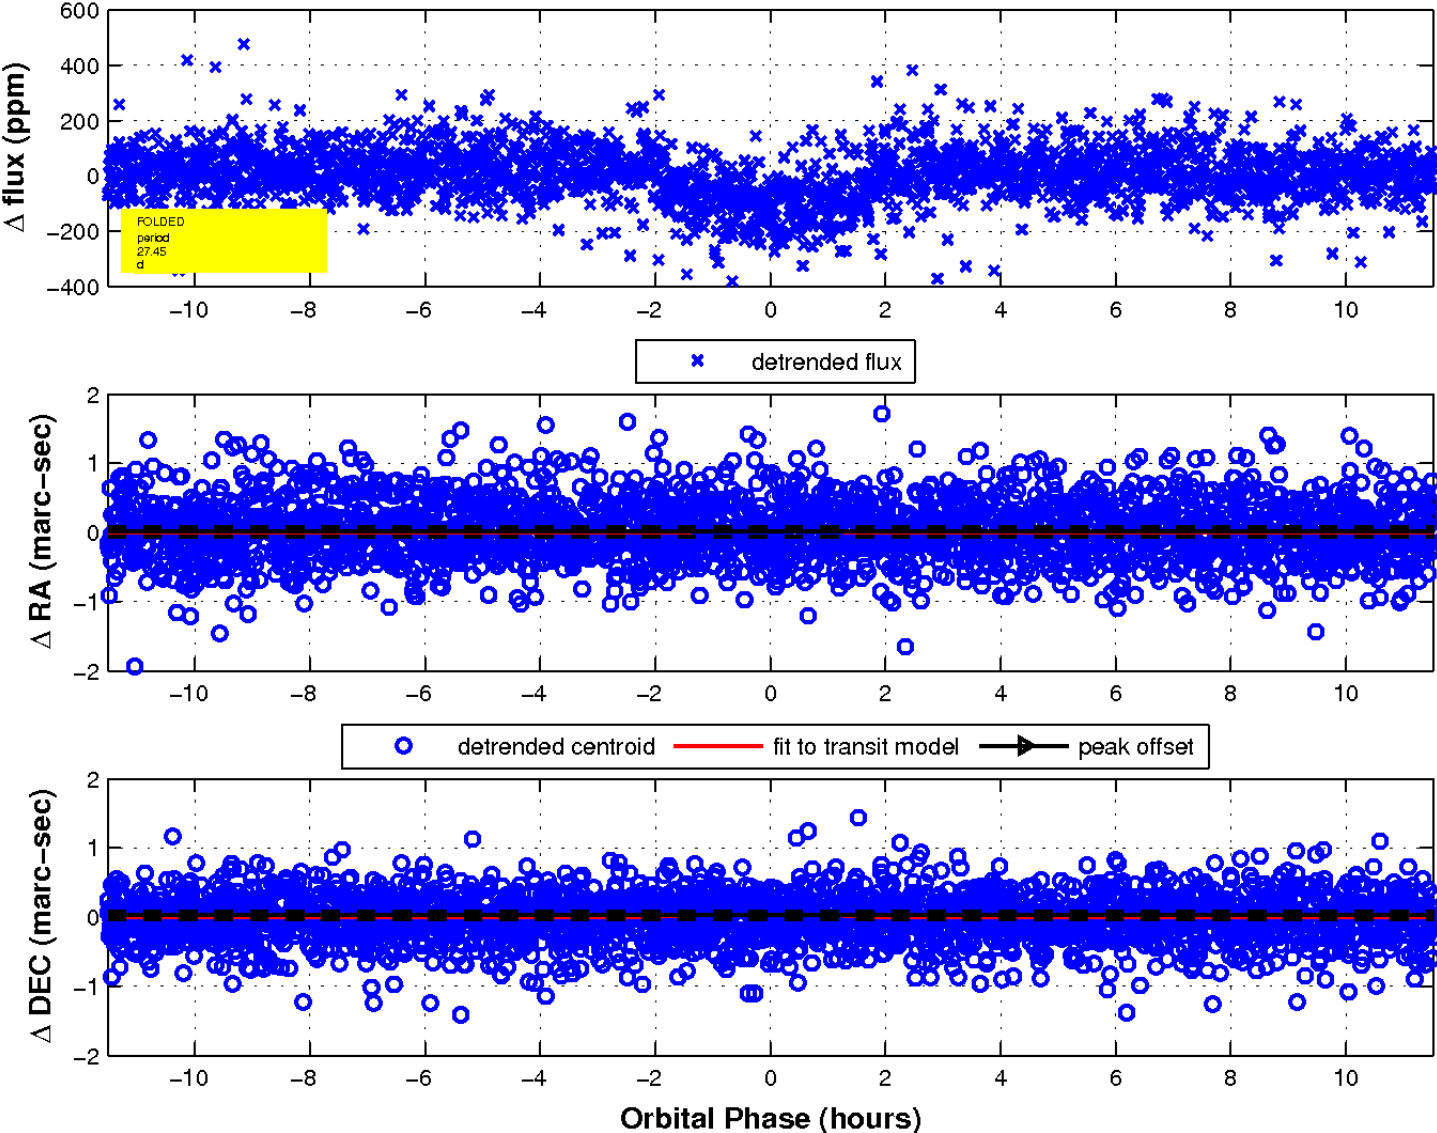 600
400
200
0
−200
−400
Δ flux (ppm)
FOLDED
period
27.45
d
−10 −8 −6 −4 −2 0 2 4 6 8 10
detrended flux
2
1
0
−1
−2
Δ RA (marc−sec)
−10 −8 −6 −4 −2 0 2 4 6 8 10
detrended centroid fit to transit model peak offset
2
1
0
−1
−2
Δ DEC (marc−sec)
−10 −8 −6 −4 −2 0 2 4 6 8 10
Orbital Phase (hours)